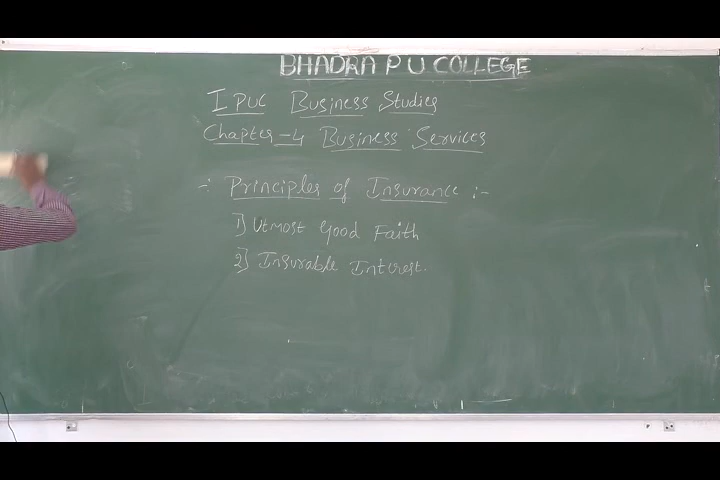 BHADRA P U COLLEGE
I PUC Business Studies
Chapter-4 Business Services
∴ Principles of Insurance :-
1] Utmost Good Faith
2] Insurable Interest.